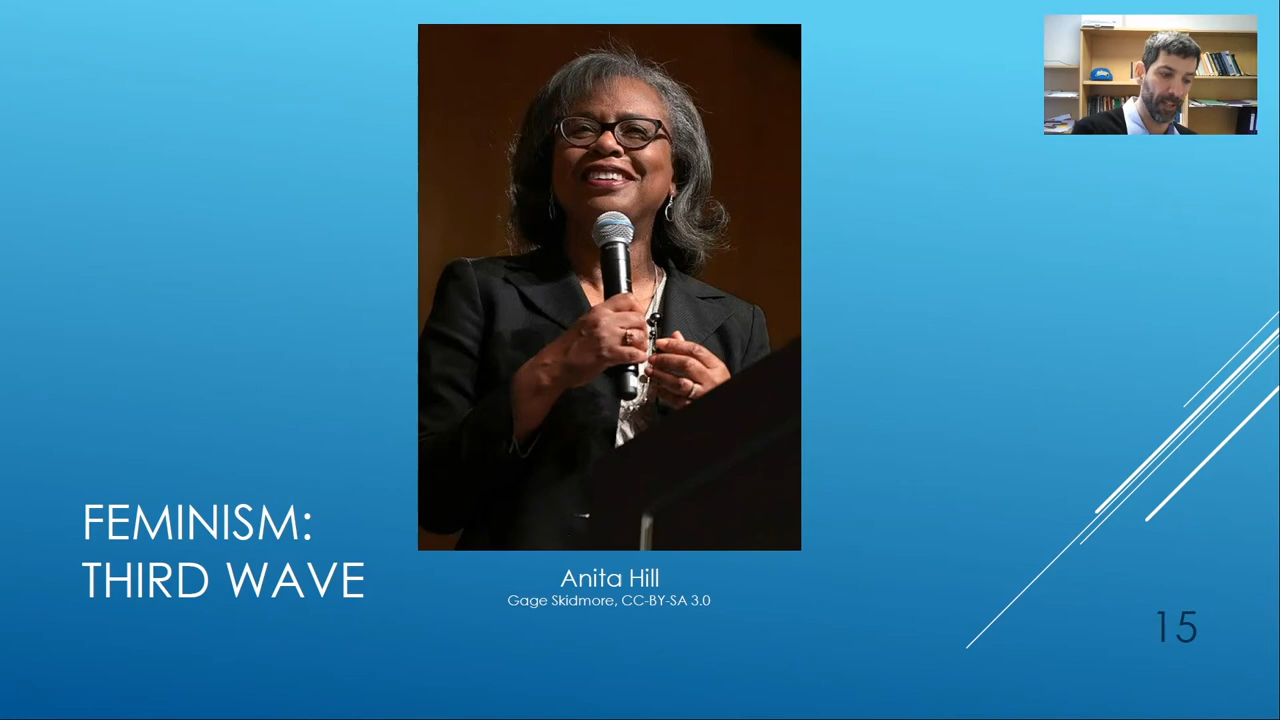 FEMINISM:
THIRD WAVE
Anita Hill
Gage Skidmore, CC-BY-SA 3.0
15